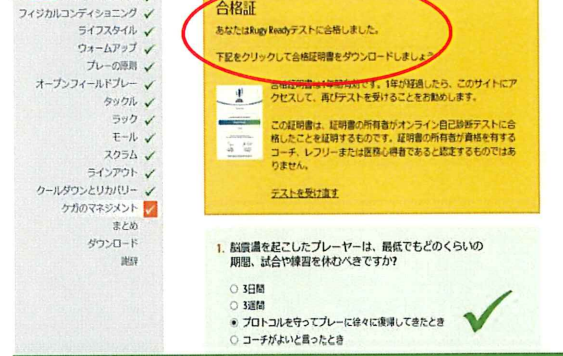 フィジカルコンディショニング
ライフスタイル
ウォームアップ
プレーの原則
オープンフィールドプレー
タックル
ラック
モール
スクラム
ラインアウト
クールダウンとリカバリー
ケガのマネジメント
まとめ
ダウンロード
謝辞
合格証
あなたはRugy Readyテストに合格しました。
下記をクリックして合格証明書をダウンロードしましょう
合格証明書は1年間有効です。1年が経過したら、このサイトにア
クセスして、再びテストを受けることをお勧めします。
この証明書は、証明書の所有者がオンライン自己診断テストに合
格したことを証明するものです。証明書の所有者が資格を有する
コーチ、レフリーまたは医務心得者であると認定するものではあ
りません。
テストを受け直す
1. 脳震盪を起こしたプレーヤーは、最低でもどのくらいの
期間、試合や練習を休むべきですか?
3日間
3週間
プロトコルを守ってプレーに徐々に復帰してきたとき
コーチがよいと言ったとき